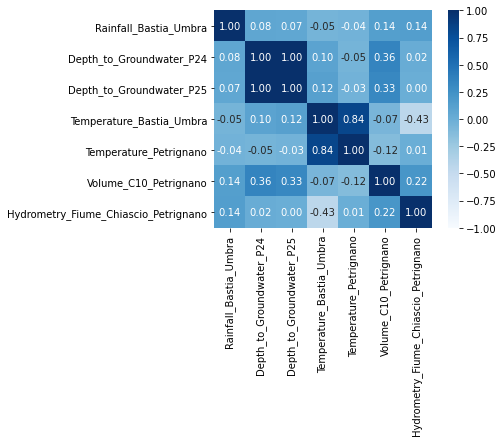 Rainfall_Bastia_Umbra 1.00 0.08 0.07 -0.05 -0.04 0.14 0.14
Depth_to_Groundwater_P24 0.08 1.00 1.00 0.10 -0.05 0.36 0.02
Depth_to_Groundwater_P25 0.07 1.00 1.00 0.12 -0.03 0.33 0.00
Temperature_Bastia_Umbra -0.05 0.10 0.12 1.00 0.84 -0.07 -0.43
Temperature_Petrignano -0.04 -0.05 -0.03 0.84 1.00 -0.12 0.01
Volume_C10_Petrignano 0.14 0.36 0.33 -0.07 -0.12 1.00 0.22
Hydrometry_Fiume_Chiascio_Petrignano 0.14 0.02 0.00 -0.43 0.01 0.22 1.00
Rainfall_Bastia_Umbra
Depth_to_Groundwater_P24
Depth_to_Groundwater_P25
Temperature_Bastia_Umbra
Temperature_Petrignano
Volume_C10_Petrignano
Hydrometry_Fiume_Chiascio_Petrignano
1.00
0.75
0.50
0.25
0.00
−0.25
−0.50
−0.75
−1.00